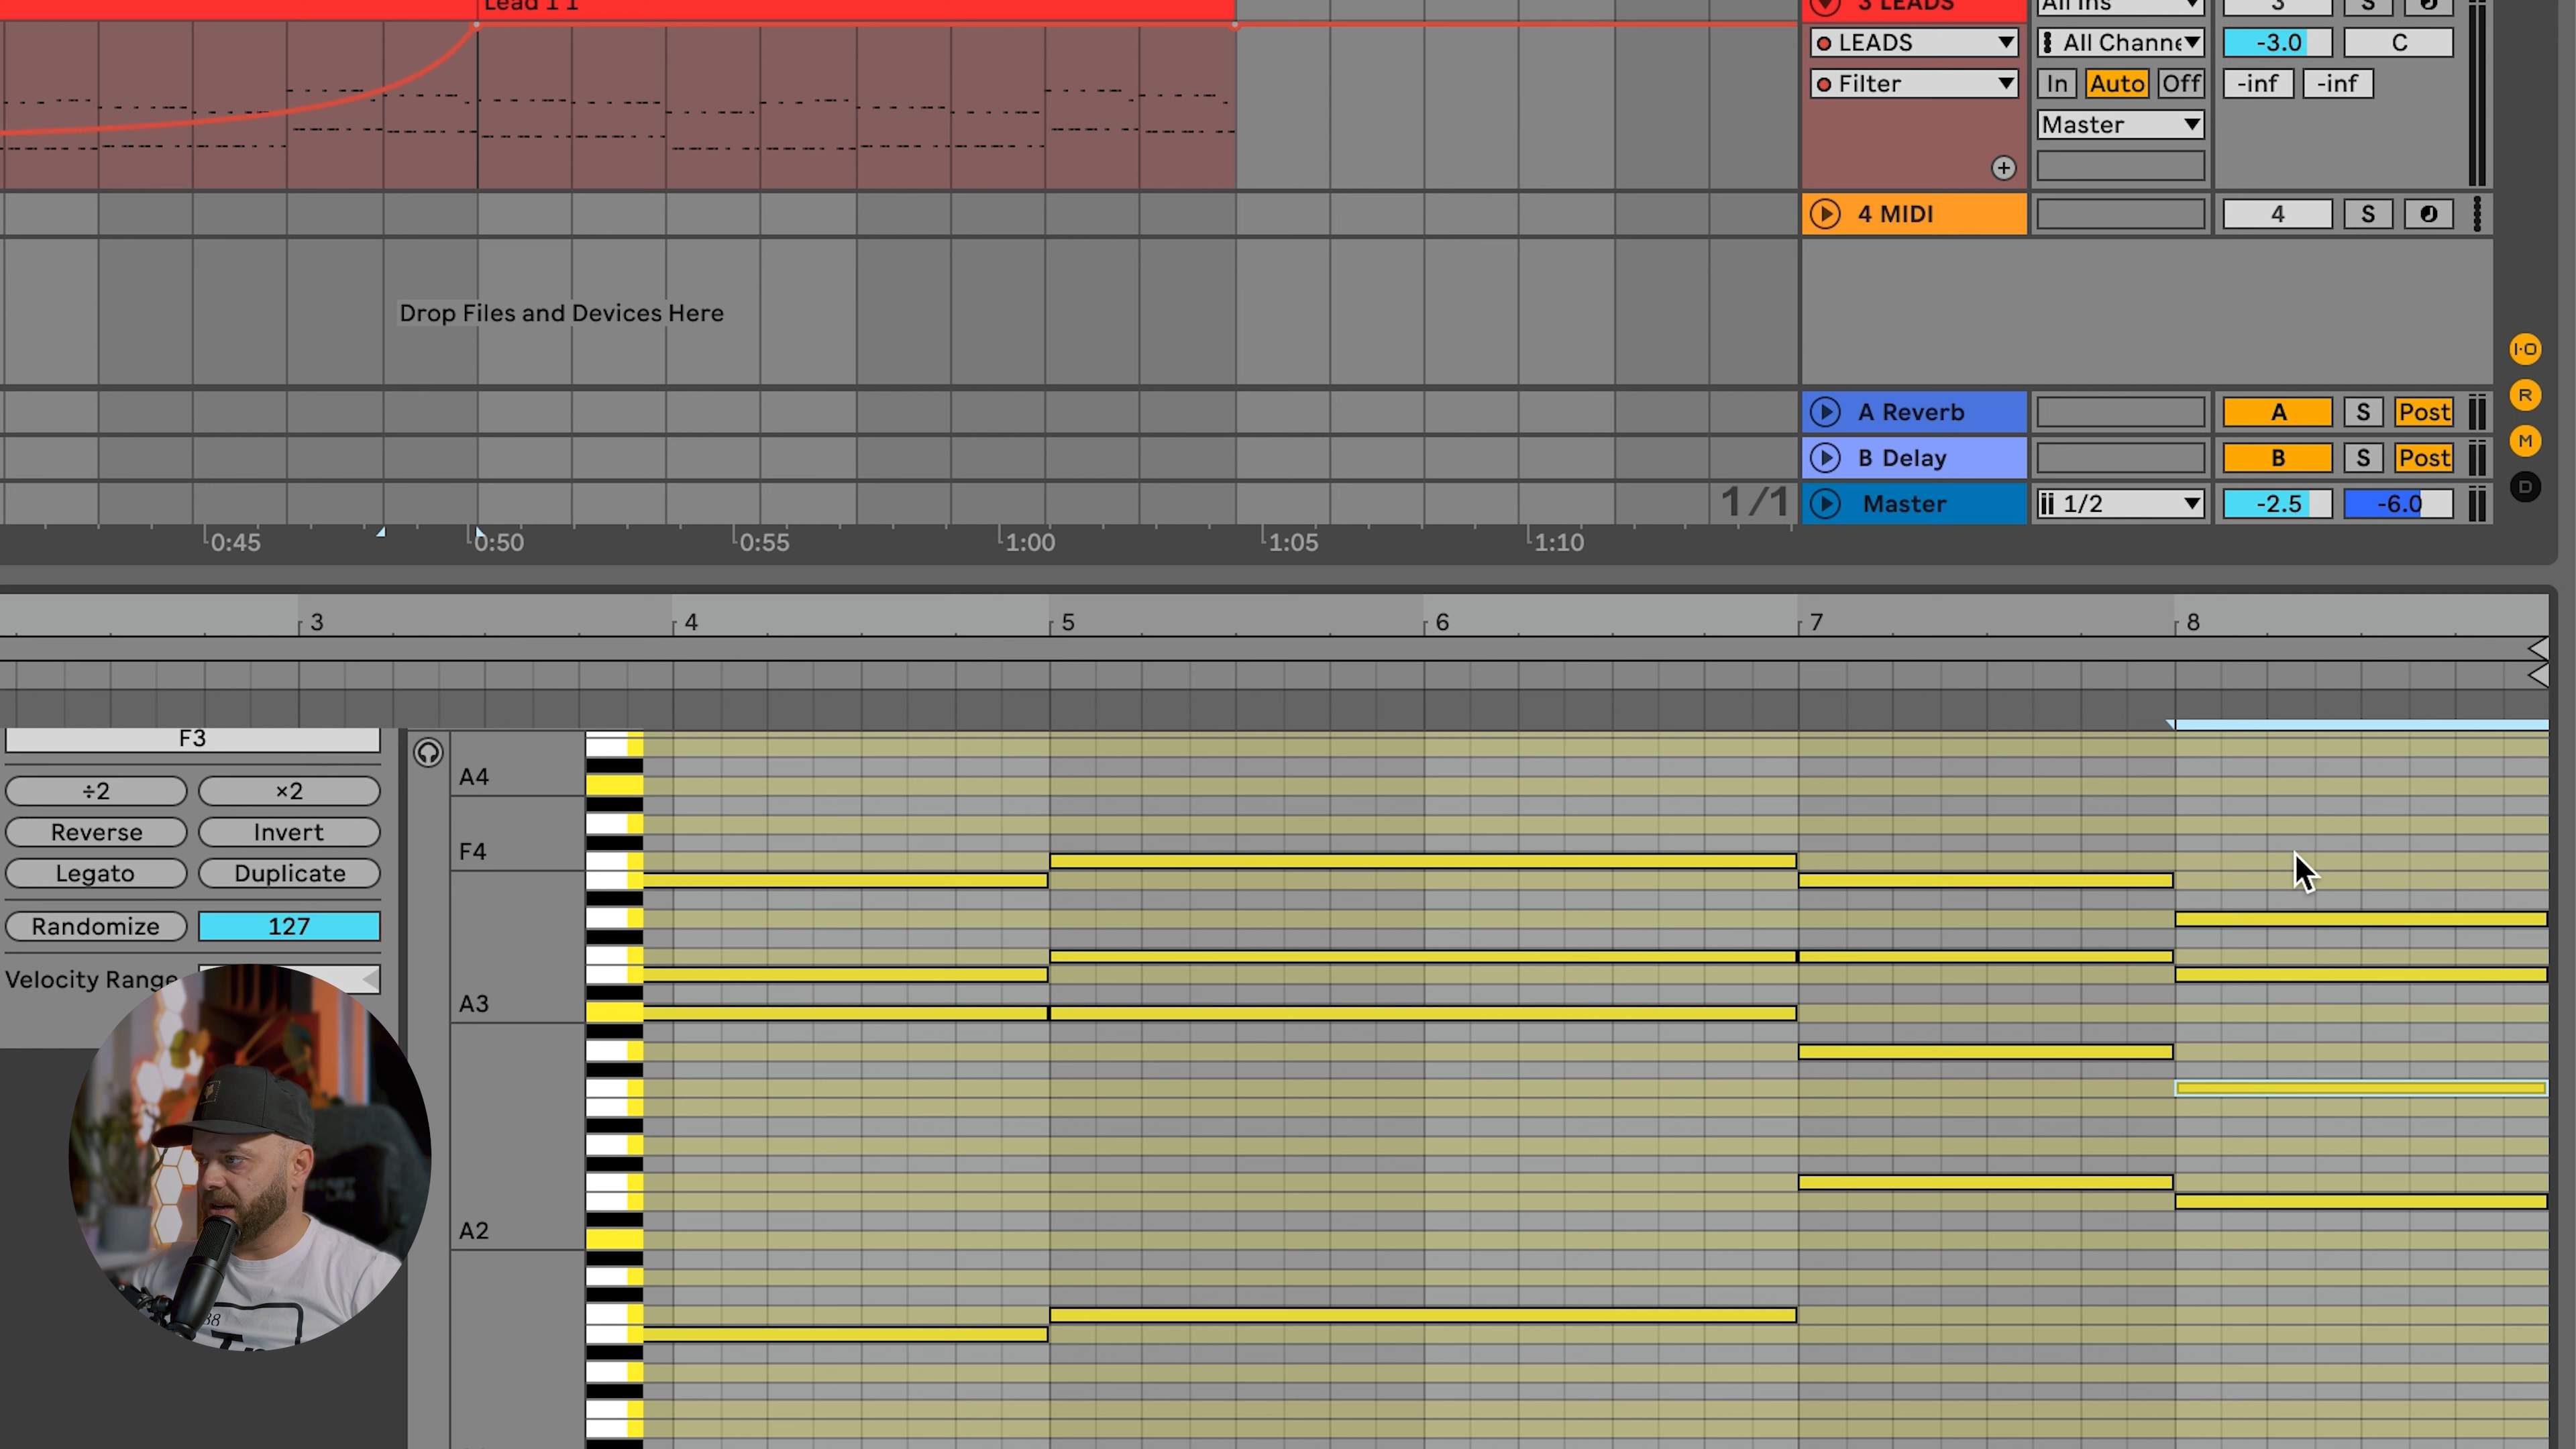 Lead 1 1
3 LEADS
All Ins
3
S
LEADS
All Channe
-3.0
C
Filter
In
Auto
Off
-inf
-inf
Master
4 MIDI
4
S
Drop Files and Devices Here
I·O
A Reverb
A
S
Post
R
B Delay
B
S
Post
M
1/1
Master
1/2
-2.5
-6.0
D
0:45
0:50
0:55
1:00
1:05
1:10
3
4
5
6
7
8
F3
÷2
×2
Reverse
Invert
Legato
Duplicate
Randomize
127
Velocity Range
A4
F4
A3
A2